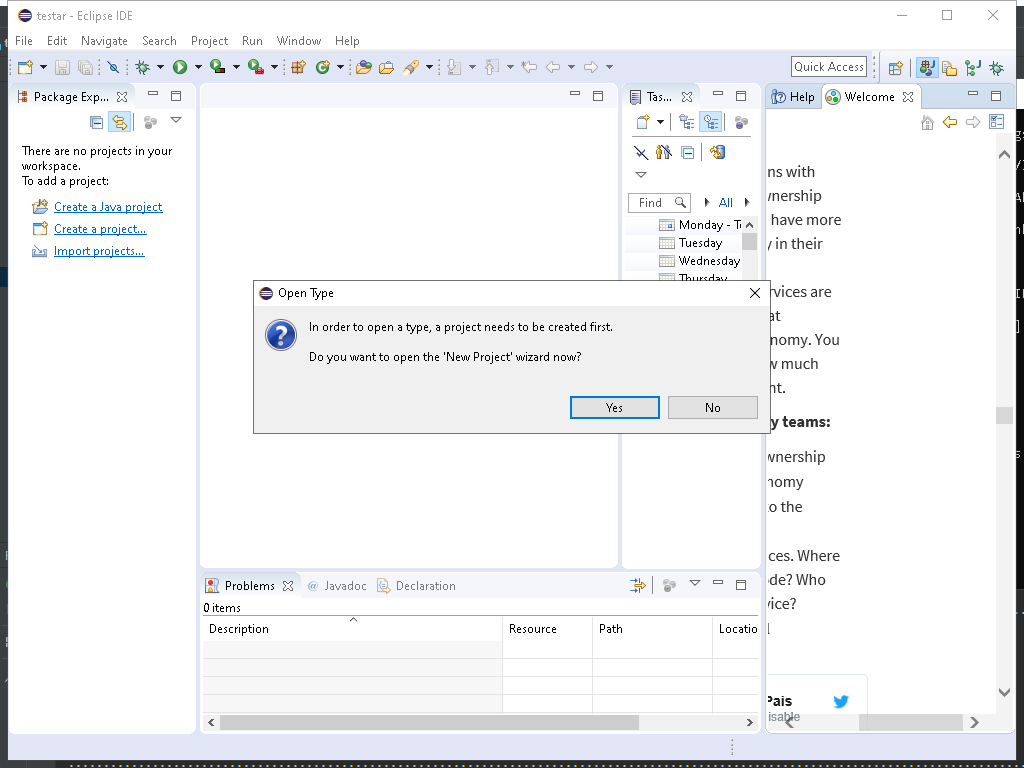 testar - Eclipse IDE
File Edit Navigate Search Project Run Window Help
Quick Access
Package Exp...
There are no projects in your
workspace.
To add a project:
Create a Java project
Create a project...
Import projects...
Tas...
Find
All
Monday - T
Tuesday
Wednesday
Thursday
Help
Welcome
ns with
wnership
have more
y in their
rvices are
at
nomy. You
w much
nt.
y teams:
wnership
nomy
o the
ces. Where
de? Who
vice?
Pais
isable
Open Type
In order to open a type, a project needs to be created first.
Do you want to open the 'New Project' wizard now?
Yes
No
Problems
@ Javadoc
Declaration
0 items
Description
Resource
Path
Locatio